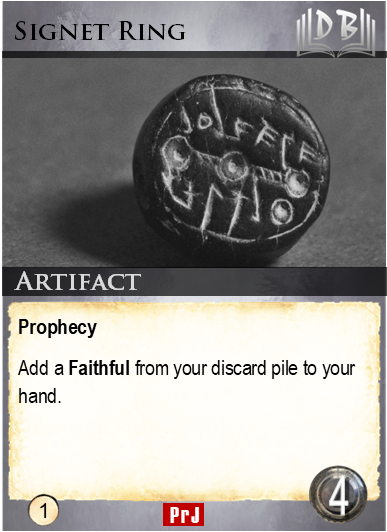 SIGNET RING
DB
ARTIFACT
Prophecy
Add a Faithful from your discard pile to your
hand.
1
PrJ
4